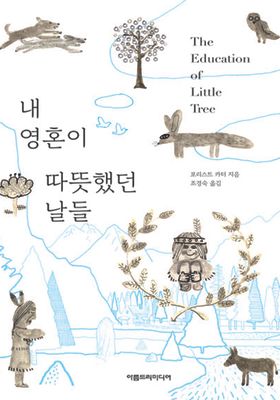 The
Education
of
Little
Tree
내
영혼이
따뜻했던
날들
포리스트 카터 지음
조경숙 옮김
아름드리미디어